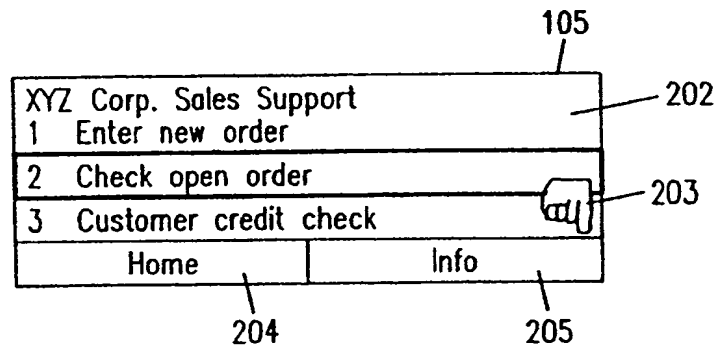 105
XYZ Corp. Sales Support
202
1 Enter new order
2 Check open order
203
3 Customer credit check
Home Info
204 205